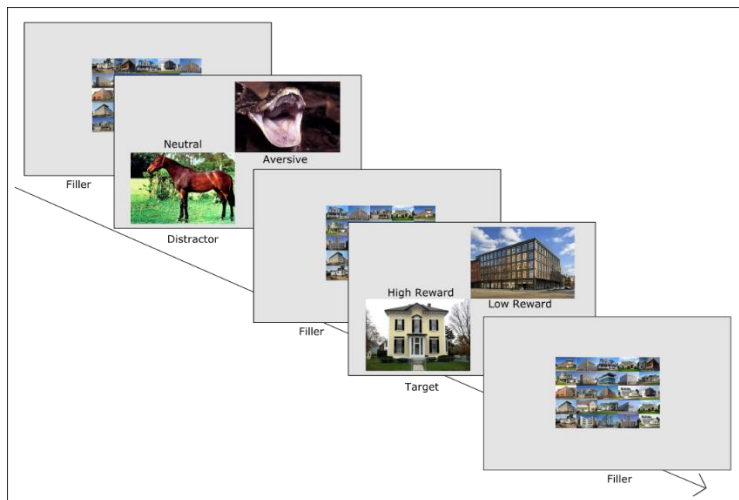 Neutral
Aversive
Filler
Distractor
High Reward
Low Reward
Filler
Target
Filler